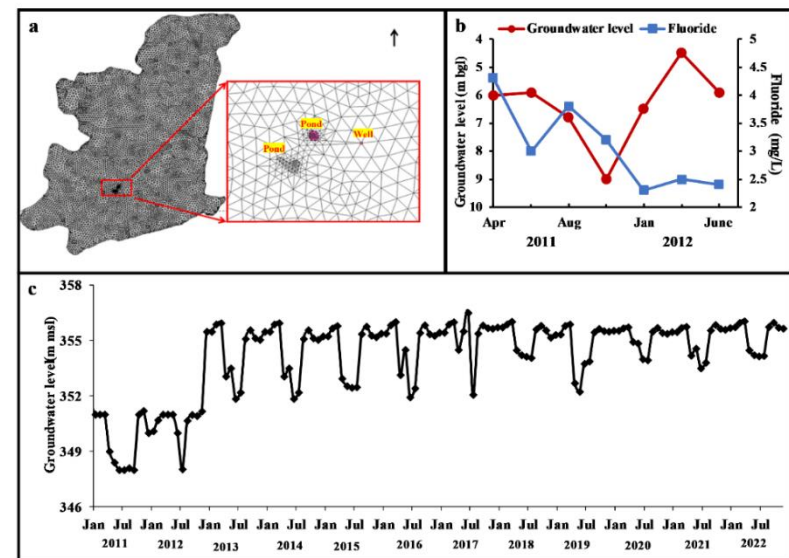 a
Pond
Well
Pond
b
Groundwater level
Fluoride
Groundwater level (m bgl)
4
5
6
7
8
9
10
5
4.5
4
3.5
3
2.5
2
Fluoride (mg/L)
Apr Aug Jan June
2011 2012
c
Groundwater level(m msl)
358
355
352
349
346
Jan Jul Jan Jul Jan Jul Jan Jul Jan Jul Jan Jul Jan Jul Jan Jul Jan Jul Jan Jul Jan Jul Jan Jul
2011 2012 2013 2014 2015 2016 2017 2018 2019 2020 2021 2022